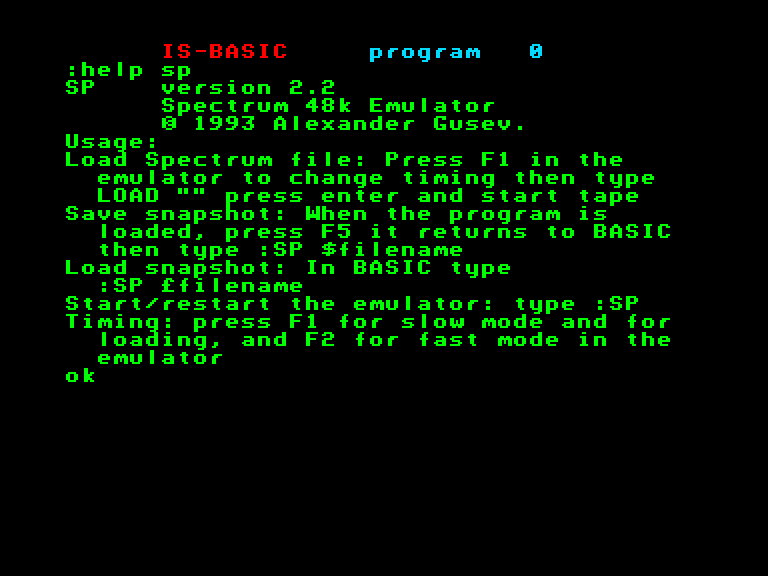 IS-BASIC program 0
:help sp
SP version 2.2
Spectrum 48k Emulator
© 1993 Alexander Gusev.
Usage:
Load Spectrum file: Press F1 in the
emulator to change timing then type
LOAD "" press enter and start tape
Save snapshot: When the program is
loaded, press F5 it returns to BASIC
then type :SP $filename
Load snapshot: In BASIC type
:SP £filename
Start/restart the emulator: type :SP
Timing: press F1 for slow mode and for
loading, and F2 for fast mode in the
emulator
ok